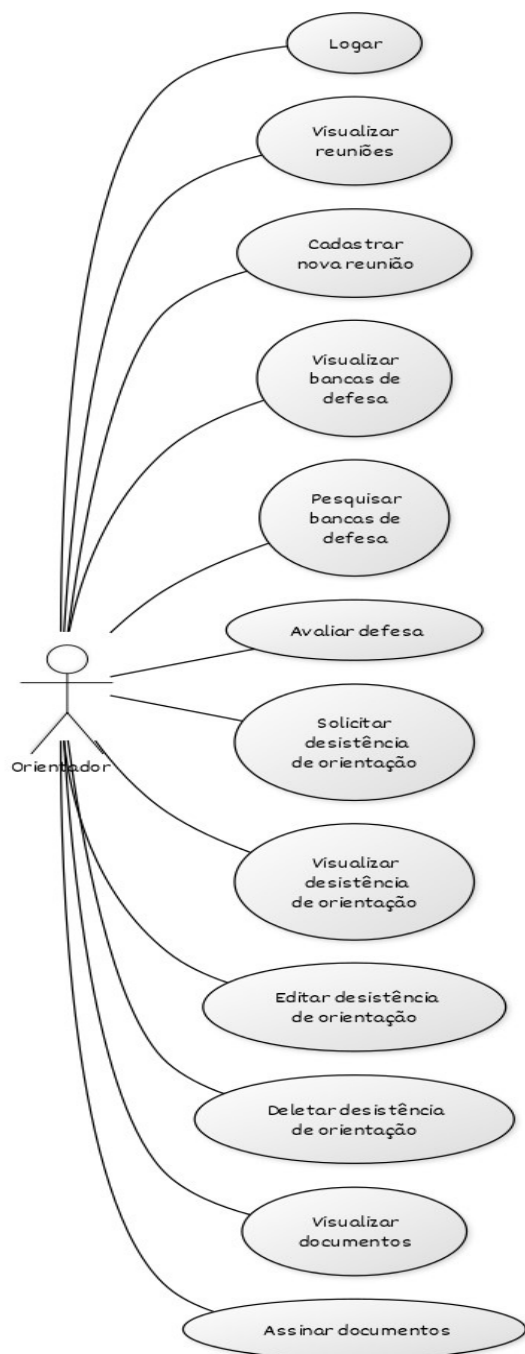 Logar
Visualizar
reuniões
Cadastrar
nova reunião
Visualizar
bancas de
defesa
Pesquisar
bancas de
defesa
Avaliar defesa
Solicitar
desistência
de orientação
Orientador
Visualizar
desistência
de orientação
Editar desistência
de orientação
Deletar desistência
de orientação
Visualizar
documentos
Assinar documentos